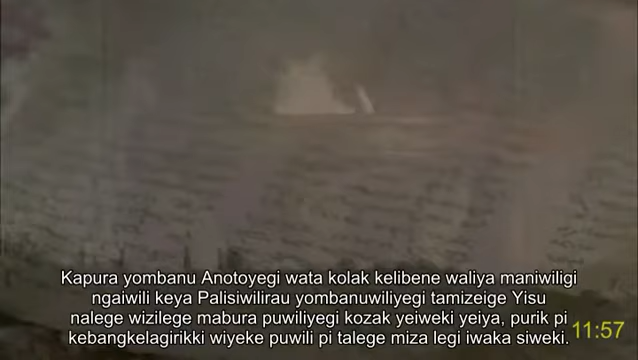 Kapura yombanu Anotoyegi wata kolak kelibene waliya maniwiligi
ngaiwili keya Palisiwilirau yombanuwiliyegi tamizeige Yisu
nalege wizilege mabura puwiliyegi kozak yeiweki yeiya, purik pi
kebangkelagirikki wiyeke puwili pi talege miza legi iwaka siweki.
11:57